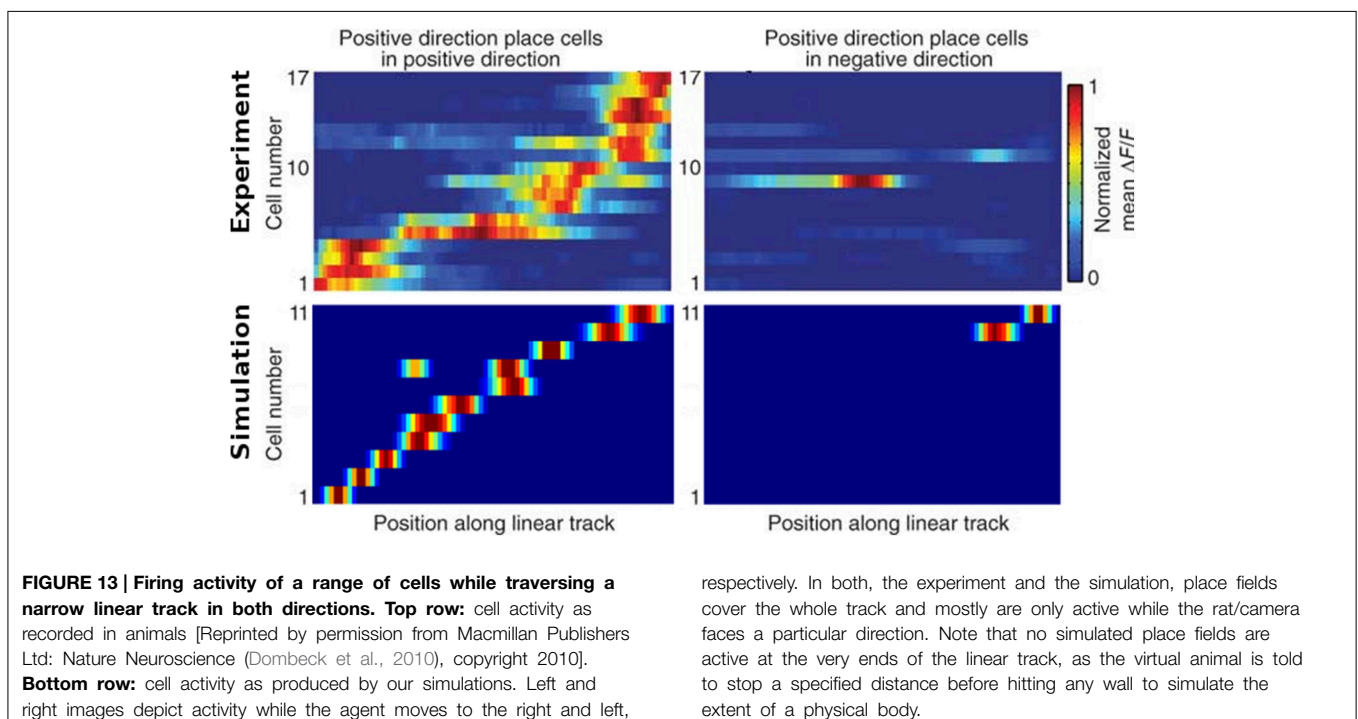 Positive direction place cells
in positive direction
Positive direction place cells
in negative direction
Experiment
Cell number
17
10
1
17
10
1
1
0
Normalized
mean ΔF/F
Simulation
Cell number
11
1
11
1
Position along linear track
Position along linear track
FIGURE 13 | Firing activity of a range of cells while traversing a
narrow linear track in both directions. Top row: cell activity as
recorded in animals [Reprinted by permission from Macmillan Publishers
Ltd: Nature Neuroscience (Dombeck et al., 2010), copyright 2010].
Bottom row: cell activity as produced by our simulations. Left and
right images depict activity while the agent moves to the right and left,
respectively. In both, the experiment and the simulation, place fields
cover the whole track and mostly are only active while the rat/camera
faces a particular direction. Note that no simulated place fields are
active at the very ends of the linear track, as the virtual animal is told
to stop a specified distance before hitting any wall to simulate the
extent of a physical body.